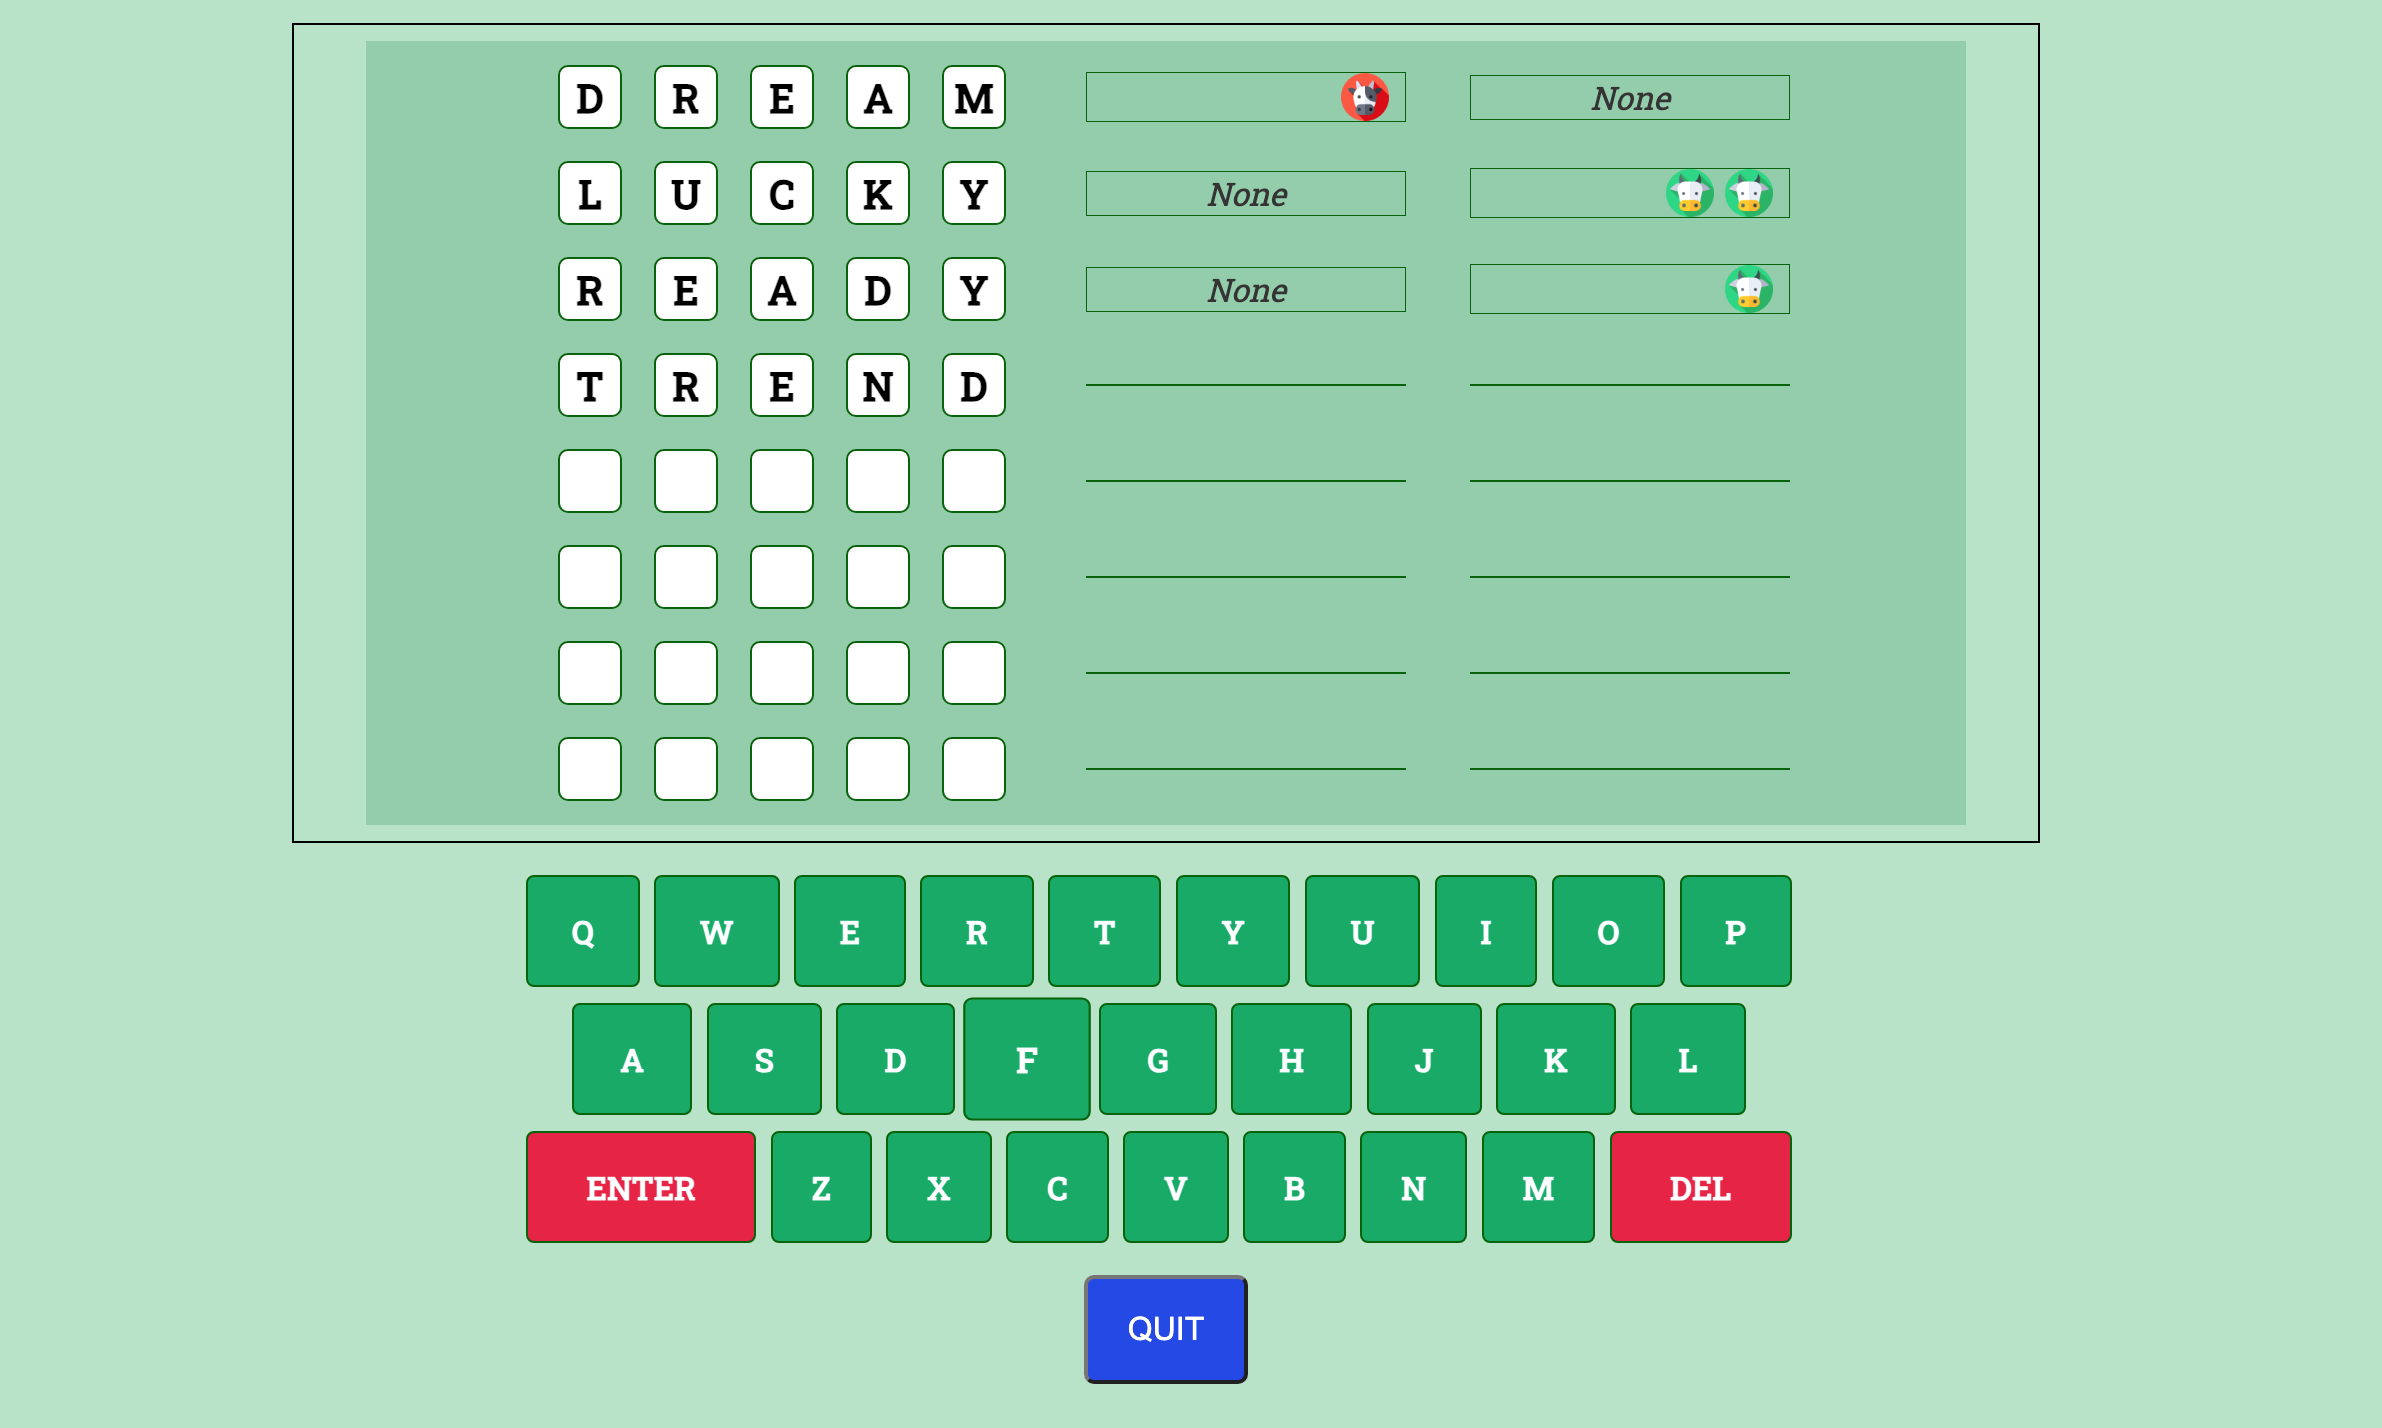 D R E A M None
L U C K Y None
R E A D Y None
T R E N D
Q W E R T Y U I O P
A S D F G H J K L
ENTER Z X C V B N M DEL
QUIT